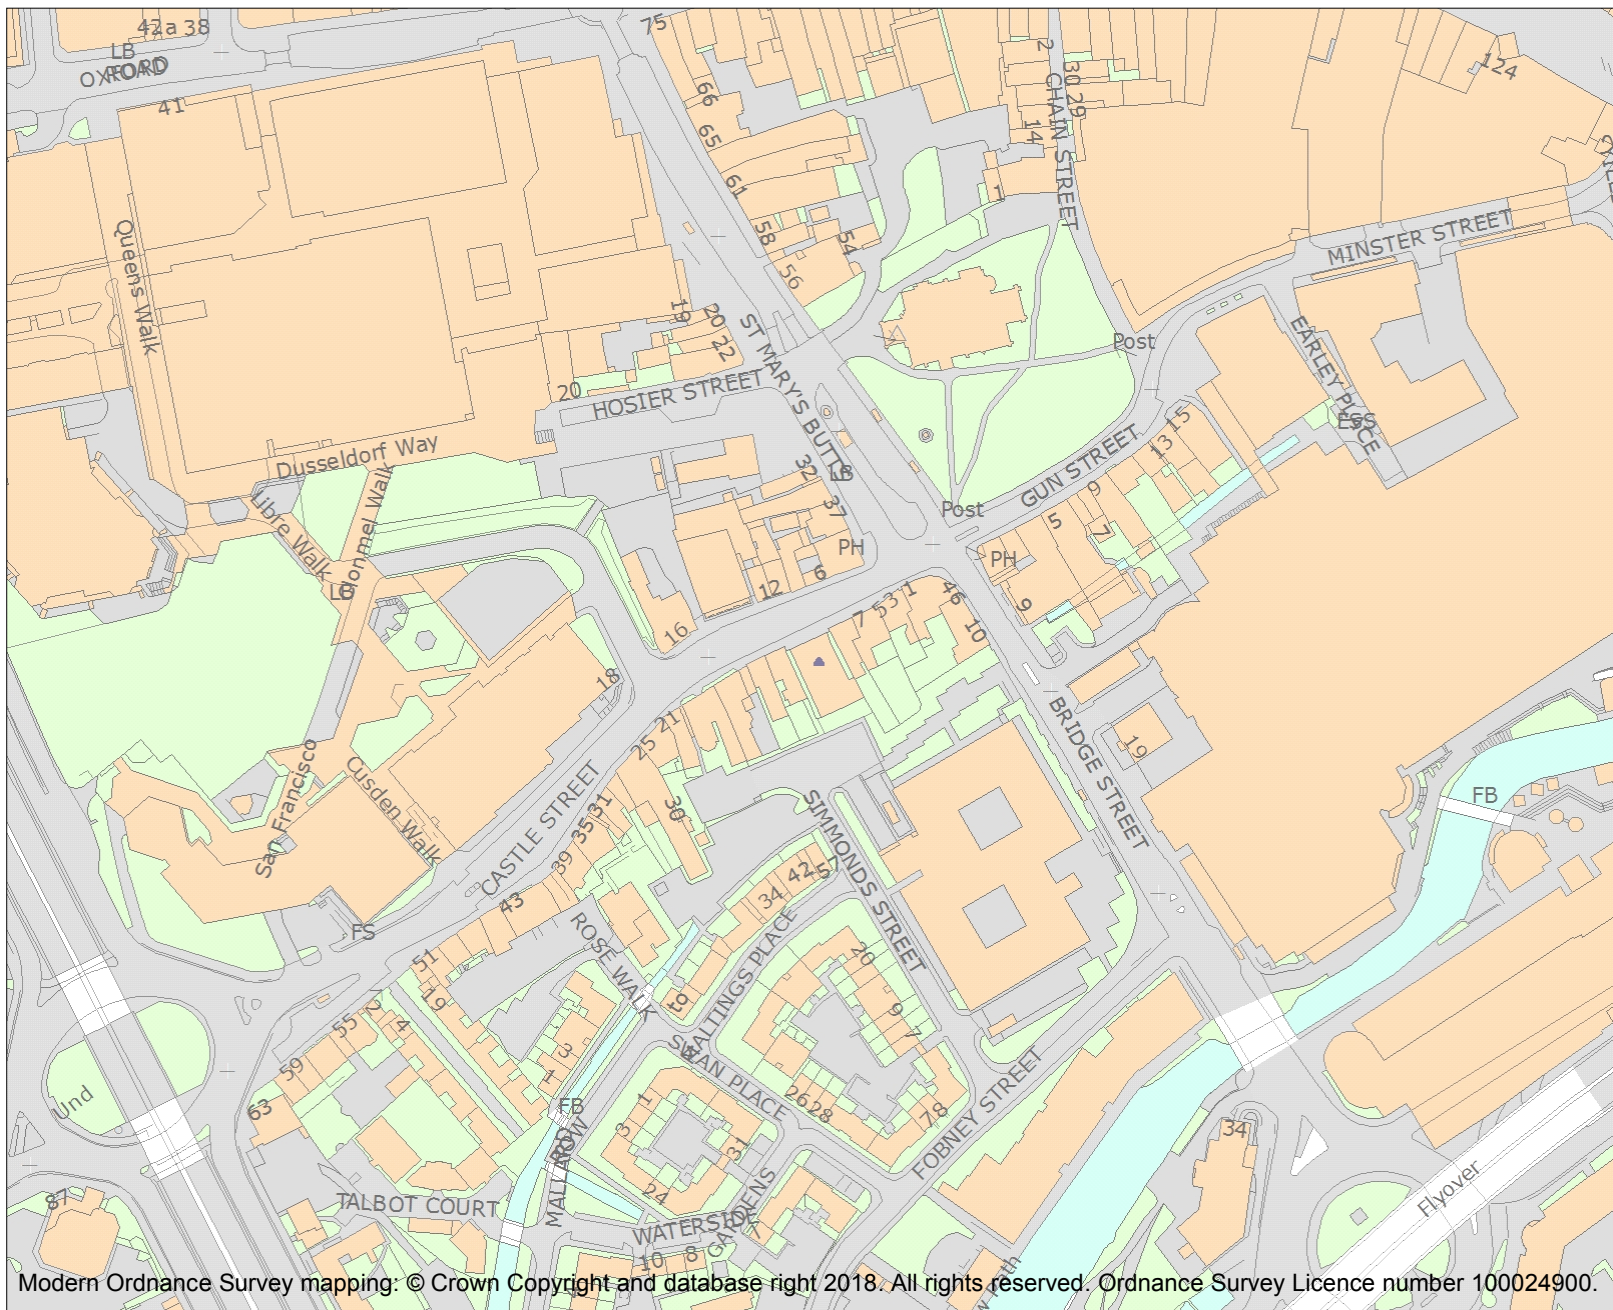 42a 38
75
LB
OXFORD
ROAD
41
2
30 29
124
66
65
14
CHAIN STREET
61
1
Queens Walk
58
54
MINSTER STREET
56
19
20
22
ST MARY'S BUTTS
EARLEY PLACE
Post
20
HOSIER STREET
ESS
15
13
GUN STREET
Dusseldorf Way
32
LB
37
9
Libre Walk
Clonmel Walk
Post
5
7
PH
PH
LB
12
6
7
5
3
1
46
10
9
16
18
21
25
BRIDGE STREET
19
San Francisco
Cusden Walk
CASTLE STREET
30
31
35
39
43
SIMMONDS STREET
FB
34
42
57
FS
51
ROSE WALK
MALTINGS PLACE
20
19
2
4
55
59
63
3
1
9
7
SWAN PLACE
26
28
78
FOBNEY STREET
Und
FB
MALLARD
ROW
1
3
31
24
34
87
TALBOT COURT
WATERSIDE
GARDENS
7
10
8
Flyover
Modern Ordnance Survey mapping: © Crown Copyright and database right 2018. All rights reserved. Ordnance Survey Licence number 100024900.